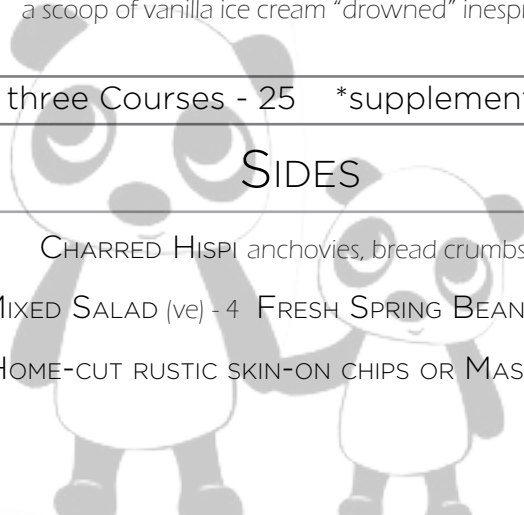 a scoop of vanilla ice cream “drowned” inespr
three Courses - 25 *supplement
Sides
Charred Hispi anchovies, bread crumbs
Mixed Salad (ve) - 4 Fresh Spring Bean
Home-cut rustic skin-on chips or Mas